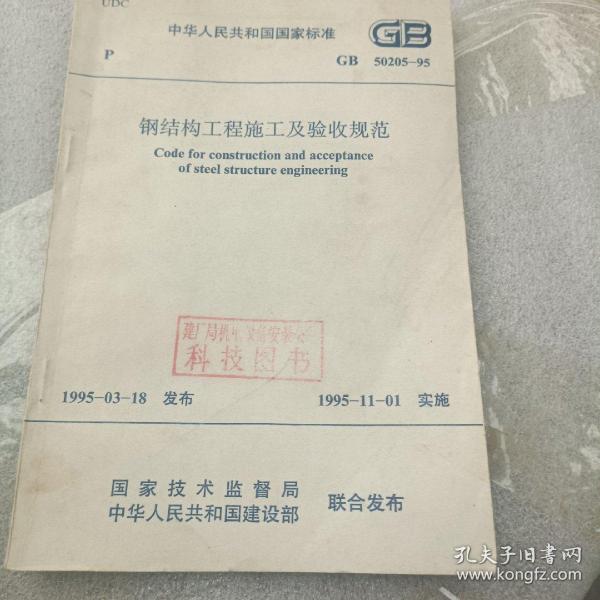 UDC
中华人民共和国国家标准
GB
P
GB 50205-95
钢结构工程施工及验收规范
Code for construction and acceptance
of steel structure engineering
科技图书
1995-03-18 发布
1995-11-01 实施
国家技术监督局
中华人民共和国建设部
联合发布
孔夫子旧书网
www.kongfz.com